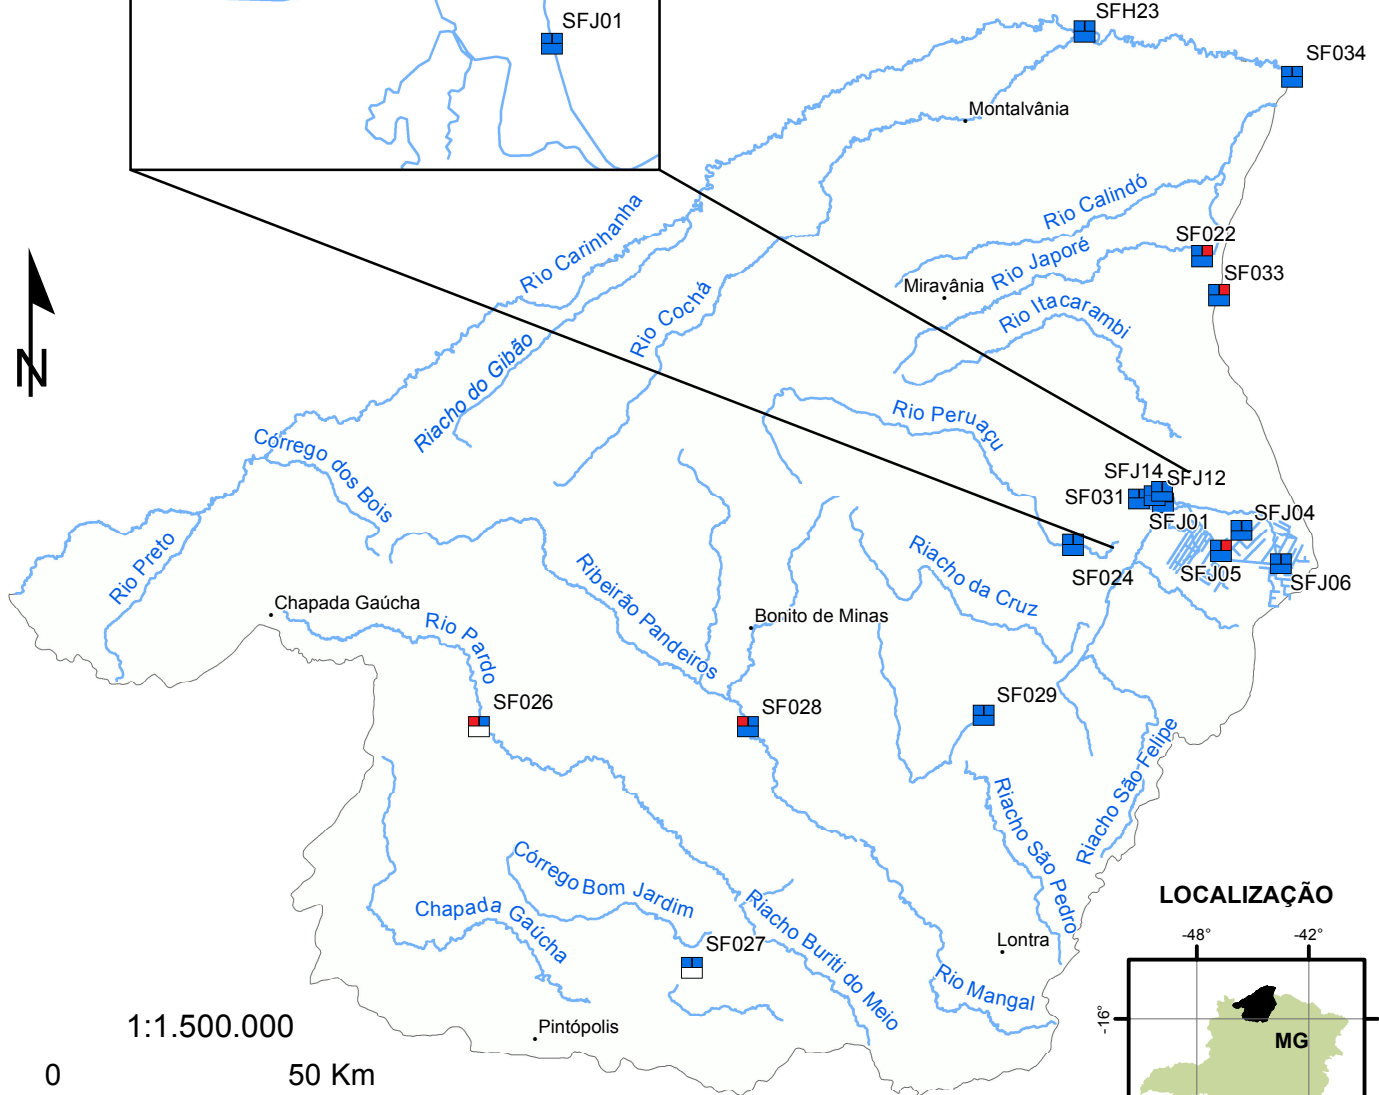 SFJ01
SFH23
SF034
Montalvânia
Rio Calindó
Rio Carinhanha
SF022
Rio Japoré
SF033
Miravânia
Rio Itacarambi
Rio Cochá
Riacho do Gibão
N
Rio Peruaçu
Córrego dos Bois
SFJ14
SFJ12
SF031
SFJ01
SFJ04
Rio Preto
SF024
SFJ05
SFJ06
Riacho da Cruz
Ribeirão Pandeiros
Chapada Gaúcha
Bonito de Minas
Rio Pardo
SF026
SF028
SF029
Riacho São Felipe
Riacho São Pedro
Córrego Bom Jardim
Chapada Gaúcha
Riacho Buriti do Meio
SF027
Lontra
Rio Mangal
Pintópolis
1:1.500.000
0 50 Km
LOCALIZAÇÃO
-48° -42°
-16°
MG